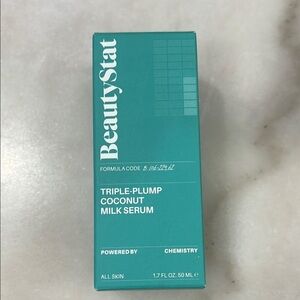 BeautyStat
FORMULA CODE
TRIPLE-PLUMP
COCONUT
MILK SERUM
POWERED BY CHEMISTRY
ALL SKIN 1.7 FL. OZ. 50 ML ℮